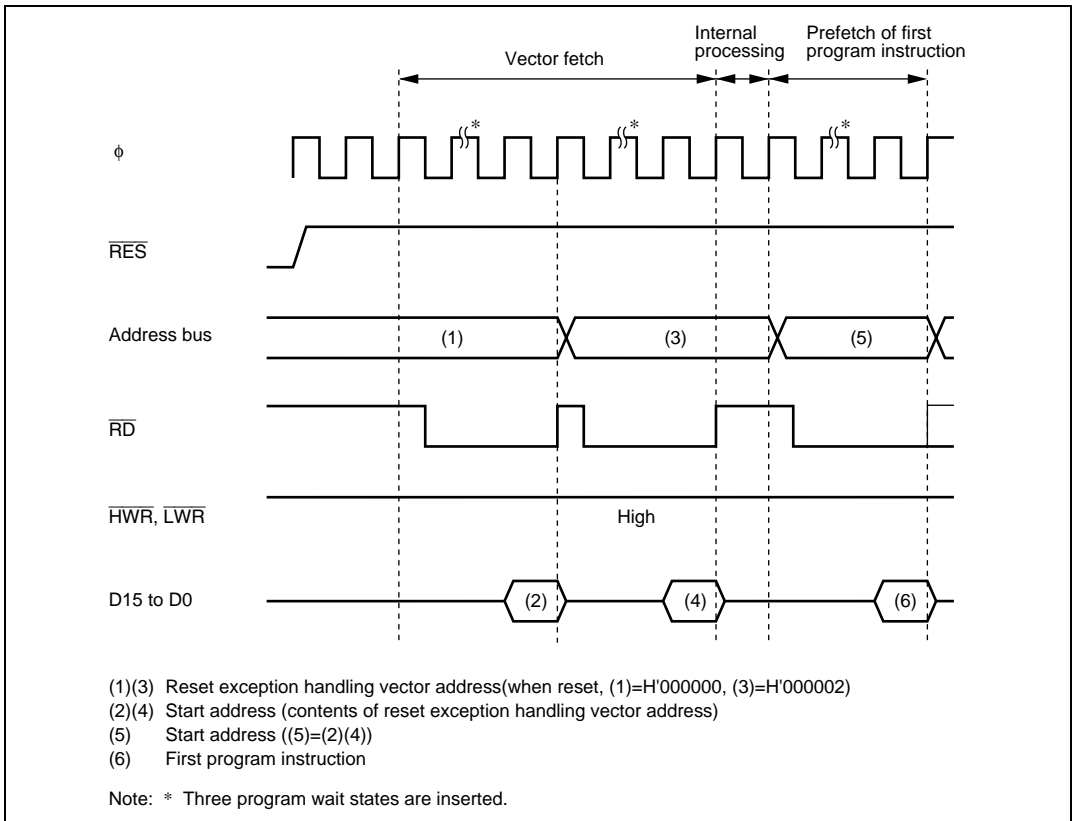 Vector fetch
Internal
processing
Prefetch of first
program instruction
ϕ
*
*
*
RES
Address bus
(1)
(3)
(5)
RD
HWR, LWR
High
D15 to D0
(2)
(4)
(6)
(1)(3) Reset exception handling vector address(when reset, (1)=H'000000, (3)=H'000002)
(2)(4) Start address (contents of reset exception handling vector address)
(5) Start address ((5)=(2)(4))
(6) First program instruction
Note: * Three program wait states are inserted.